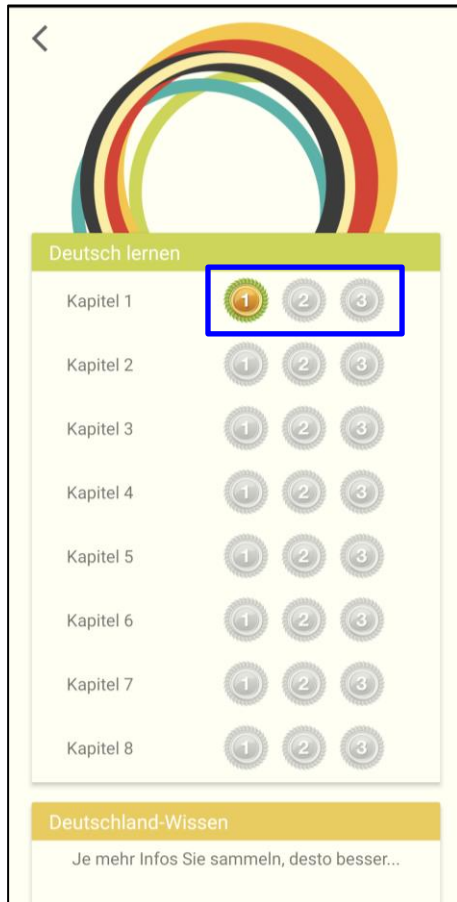 Deutsch lernen
Kapitel 1 1 2 3
Kapitel 2 1 2 3
Kapitel 3 1 2 3
Kapitel 4 1 2 3
Kapitel 5 1 2 3
Kapitel 6 1 2 3
Kapitel 7 1 2 3
Kapitel 8 1 2 3
Deutschland-Wissen
Je mehr Infos Sie sammeln, desto besser...